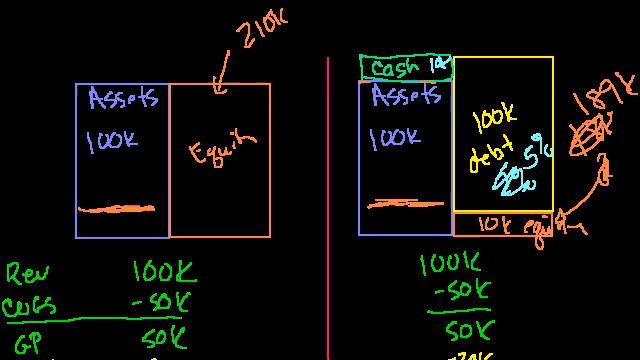 210K
Assets
100K
Equity
Rev 100K
COGS -50K
GP 50K
Cash 10k
Assets
100K
100k
debt
5%
189K
10k equity
100K
-50K
50K